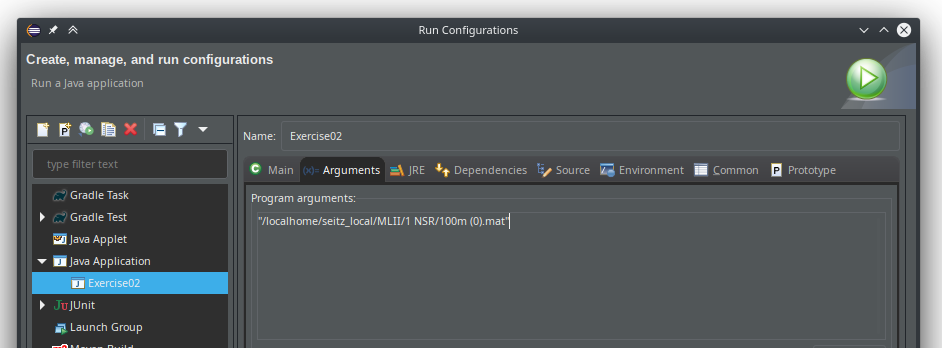 Run Configurations
Create, manage, and run configurations
Run a Java application
Name: Exercise02
type filter text
Main Arguments JRE Dependencies Source Environment Common Prototype
Program arguments:
"/localhome/seitz_local/MLII/1 NSR/100m (0).mat"
Gradle Task
Gradle Test
Java Applet
Java Application
Exercise02
JUnit
Launch Group
Maven Build